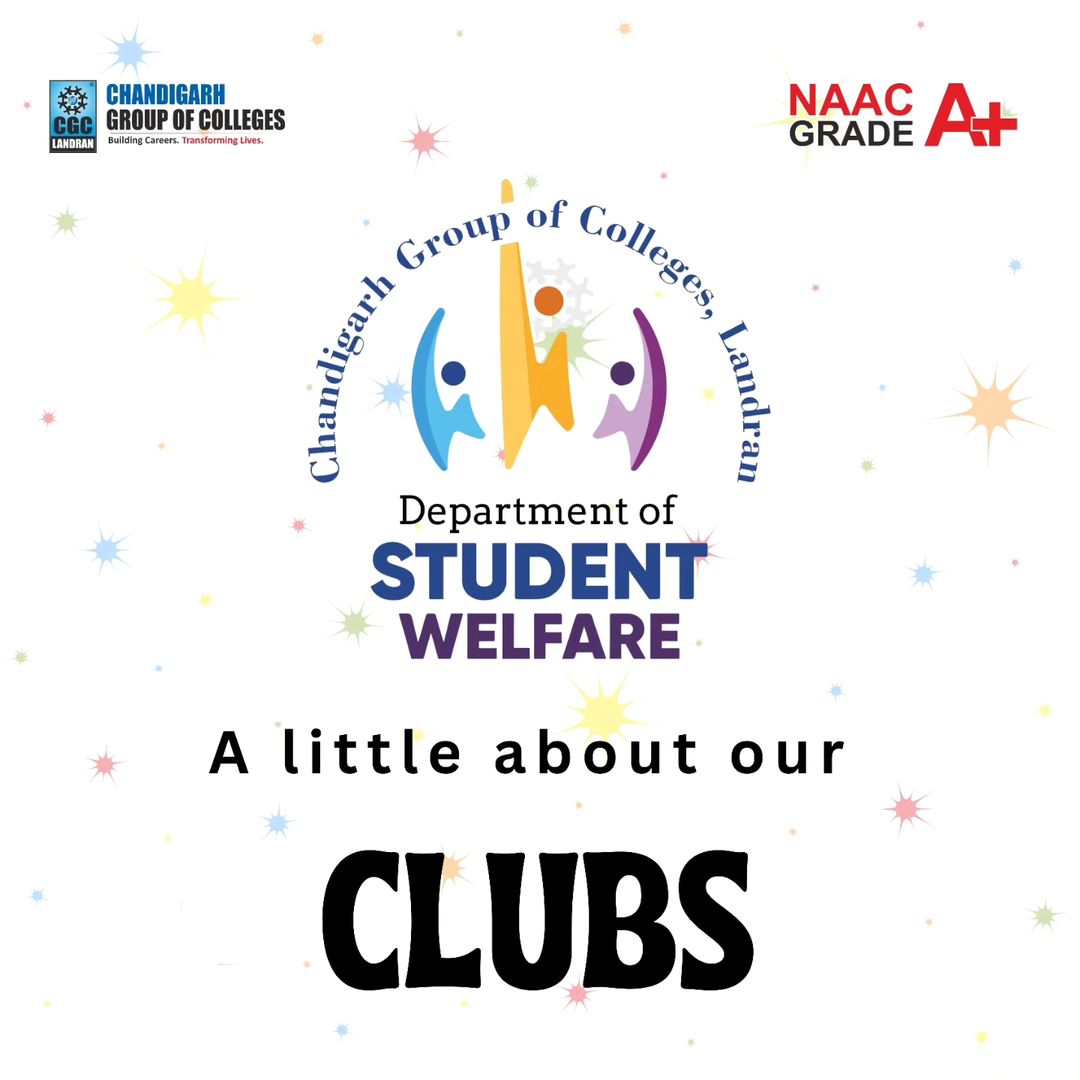 CGC
LANDRAN
CHANDIGARH
GROUP OF COLLEGES
Building Careers. Transforming Lives.
NAAC
GRADE
A+
Chandigarh Group of Colleges, Landran
Department of
STUDENT
WELFARE
A little about our
CLUBS